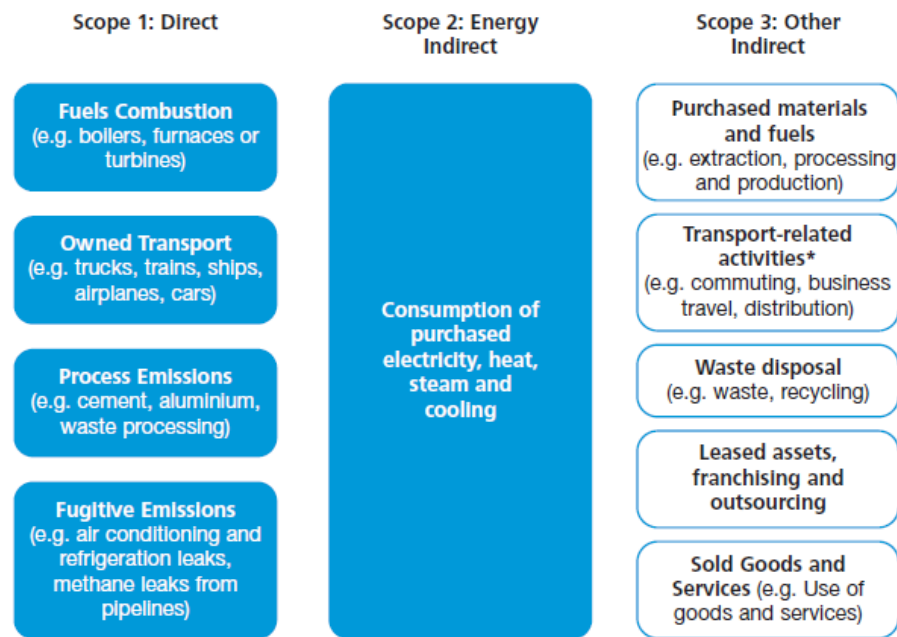 Scope 1: Direct
Fuels Combustion
(e.g. boilers, furnaces or
turbines)
Owned Transport
(e.g. trucks, trains, ships,
airplanes, cars)
Process Emissions
(e.g. cement, aluminium,
waste processing)
Fugitive Emissions
(e.g. air conditioning and
refrigeration leaks,
methane leaks from
pipelines)
Scope 2: Energy
Indirect
Consumption of
purchased
electricity, heat,
steam and
cooling
Scope 3: Other
Indirect
Purchased materials
and fuels
(e.g. extraction, processing
and production)
Transport-related
activities*
(e.g. commuting, business
travel, distribution)
Waste disposal
(e.g. waste, recycling)
Leased assets,
franchising and
outsourcing
Sold Goods and
Services (e.g. Use of
goods and services)